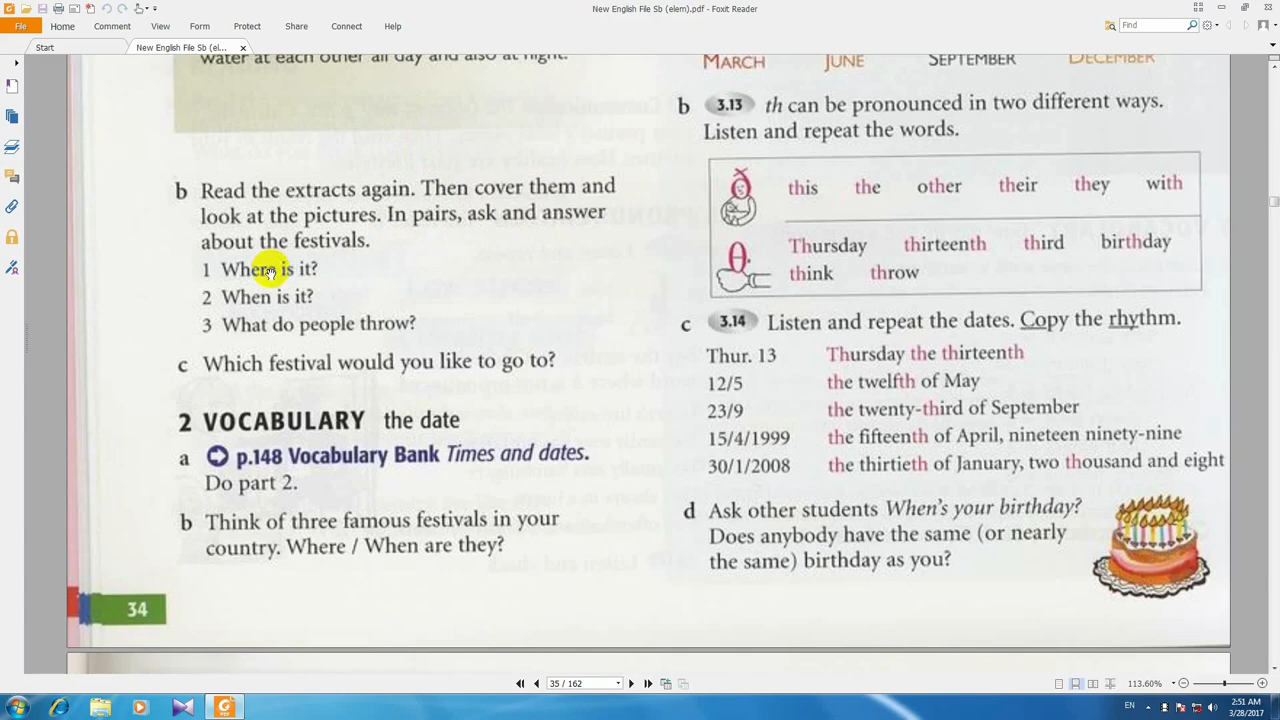 New English File Sb (elem).pdf - Foxit Reader
File Home Comment View Form Protect Share Connect Help
Find
Start New English File Sb (el...
water at each other all day and also at night.
b Read the extracts again. Then cover them and
look at the pictures. In pairs, ask and answer
about the festivals.
1 Where is it?
2 When is it?
3 What do people throw?
c Which festival would you like to go to?
2 VOCABULARY the date
a p.148 Vocabulary Bank Times and dates.
Do part 2.
b Think of three famous festivals in your
country. Where / When are they?
34
MARCH JUNE SEPTEMBER DECEMBER
b 3.13 th can be pronounced in two different ways.
Listen and repeat the words.
this the other their they with
Thursday thirteenth third birthday
think throw
c 3.14 Listen and repeat the dates. Copy the rhythm.
Thur. 13 Thursday the thirteenth
12/5 the twelfth of May
23/9 the twenty-third of September
15/4/1999 the fifteenth of April, nineteen ninety-nine
30/1/2008 the thirtieth of January, two thousand and eight
d Ask other students When's your birthday?
Does anybody have the same (or nearly
the same) birthday as you?
35 / 162
113.60%
EN
2:51 AM
3/28/2017